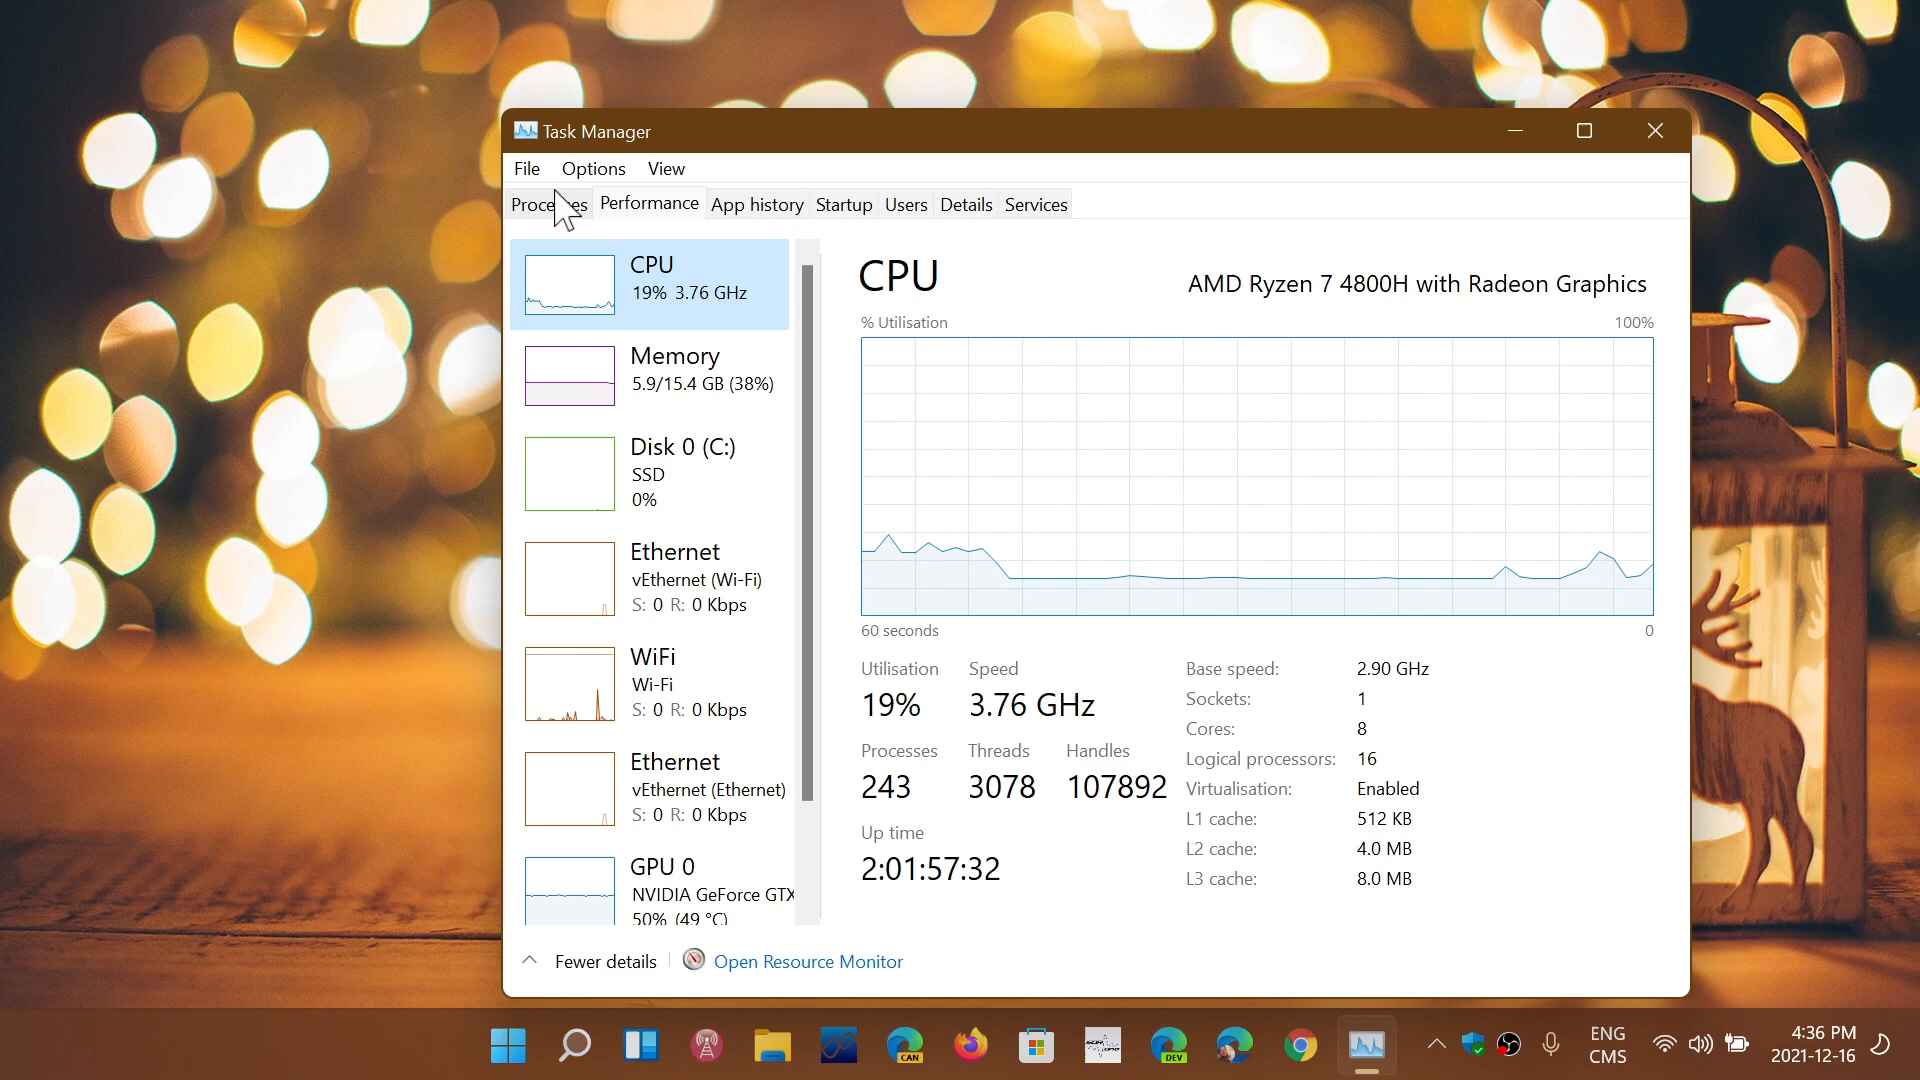 Task Manager
File Options View
Performance App history Startup Users Details Services
CPU
19% 3.76 GHz
Memory
5.9/15.4 GB (38%)
Disk 0 (C:)
SSD
0%
Ethernet
vEthernet (Wi-Fi)
S: 0 R: 0 Kbps
WiFi
Wi-Fi
S: 0 R: 0 Kbps
Ethernet
vEthernet (Ethernet)
S: 0 R: 0 Kbps
GPU 0
NVIDIA GeForce GTX
50% (49 °C)
CPU
AMD Ryzen 7 4800H with Radeon Graphics
% Utilisation 100%
60 seconds 0
Utilisation Speed
19% 3.76 GHz
Processes Threads Handles
243 3078 107892
Up time
2:01:57:32
Base speed: 2.90 GHz
Sockets: 1
Cores: 8
Logical processors: 16
Virtualisation: Enabled
L1 cache: 512 KB
L2 cache: 4.0 MB
L3 cache: 8.0 MB
Fewer details Open Resource Monitor
CAN
DEV
ENG
CMS
4:36 PM
2021-12-16